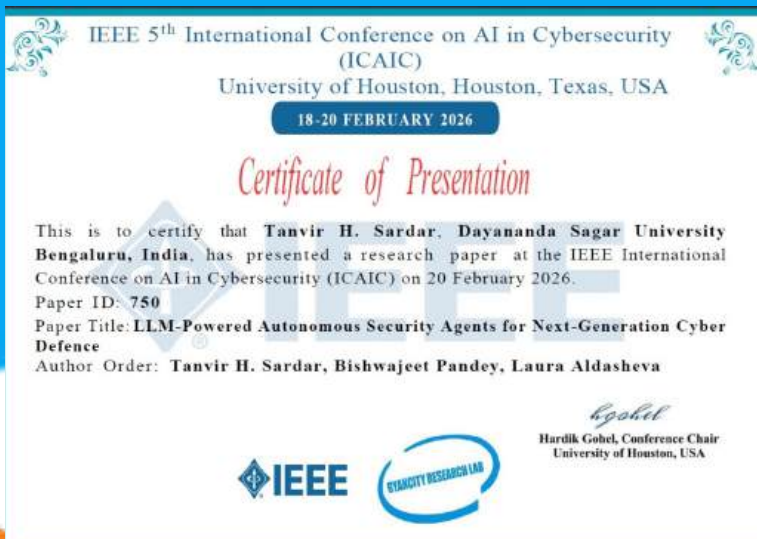 IEEE 5th International Conference on AI in Cybersecurity
(ICAIC)
University of Houston, Houston, Texas, USA
18-20 FEBRUARY 2026
Certificate of Presentation
This is to certify that Tanvir H. Sardar, Dayananda Sagar University
Bengaluru, India, has presented a research paper at the IEEE International
Conference on AI in Cybersecurity (ICAIC) on 20 February 2026.
Paper ID: 750
Paper Title: LLM-Powered Autonomous Security Agents for Next-Generation Cyber
Defence
Author Order: Tanvir H. Sardar, Bishwajeet Pandey, Laura Aldasheva
IEEE
hgohel
Hardik Gohel, Conference Chair
University of Houston, USA
IEEE
GYANCITY RESEARCH LAB